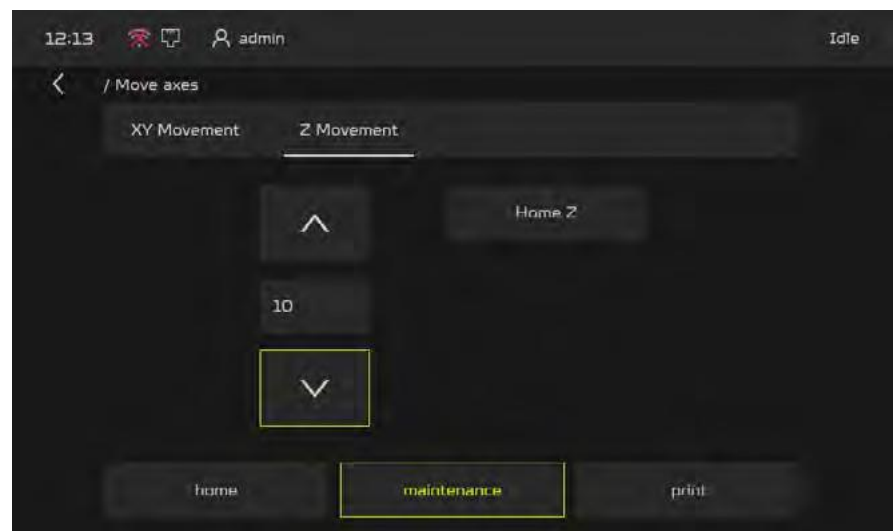 12:13 admin Idle
/ Move axes
XY Movement Z Movement
Home Z
10
home maintenance print